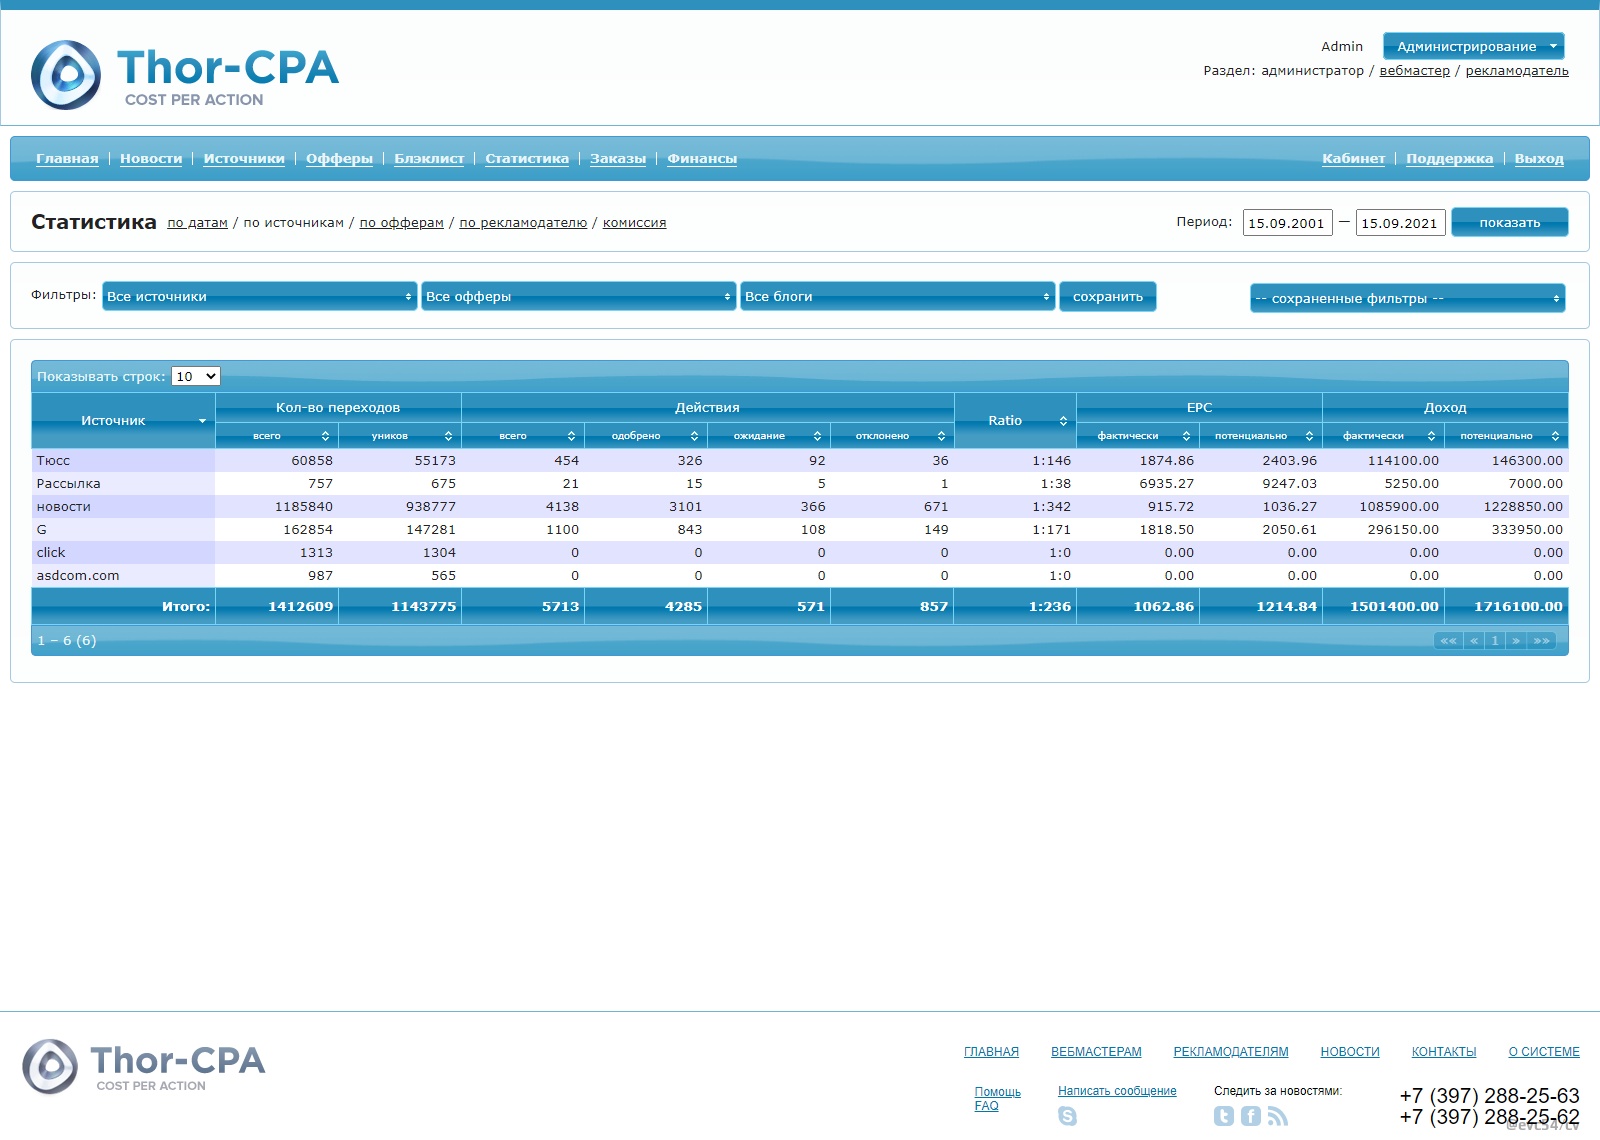 Thor-CPA
COST PER ACTION
Admin Администрирование
Раздел: администратор / вебмастер / рекламодатель
Главная Новости Источники Офферы Блэклист Статистика Заказы Финансы Кабинет Поддержка Выход
Статистика по датам / по источникам / по офферам / по рекламодателю / комиссия Период: 15.09.2001 — 15.09.2021 показать
Фильтры: Все источники Все офферы Все блоги сохранить -- сохраненные фильтры --
Показывать строк: 10
Источник Кол-во переходов Действия Ratio EPC Доход
всего уников всего одобрено ожидание отклонено фактически потенциально фактически потенциально
Тюсс 60858 55173 454 326 92 36 1:146 1874.86 2403.96 114100.00 146300.00
Рассылка 757 675 21 15 5 1 1:38 6935.27 9247.03 5250.00 7000.00
новости 1185840 938777 4138 3101 366 671 1:342 915.72 1036.27 1085900.00 1228850.00
G 162854 147281 1100 843 108 149 1:171 1818.50 2050.61 296150.00 333950.00
click 1313 1304 0 0 0 0 1:0 0.00 0.00 0.00 0.00
asdcom.com 987 565 0 0 0 0 1:0 0.00 0.00 0.00 0.00
Итого: 1412609 1143775 5713 4285 571 857 1:236 1062.86 1214.84 1501400.00 1716100.00
1 – 6 (6) «« « 1 » »»
Thor-CPA
COST PER ACTION
ГЛАВНАЯ ВЕБМАСТЕРАМ РЕКЛАМОДАТЕЛЯМ НОВОСТИ КОНТАКТЫ О СИСТЕМЕ
Помощь Написать сообщение Следить за новостями: +7 (397) 288-25-63
FAQ +7 (397) 288-25-62